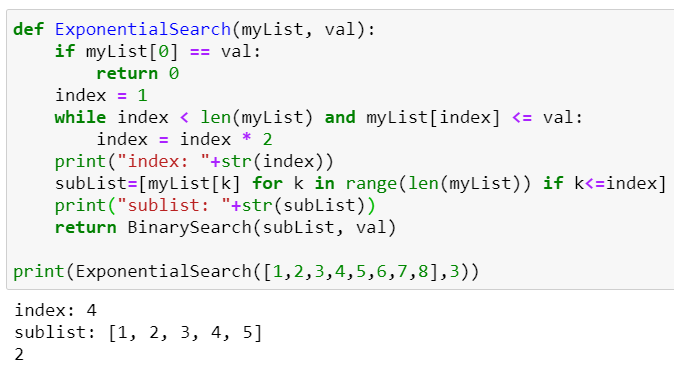 def ExponentialSearch(myList, val):
    if myList[0] == val:
        return 0
    index = 1
    while index < len(myList) and myList[index] <= val:
        index = index * 2
    print("index: "+str(index))
    subList=[myList[k] for k in range(len(myList)) if k<=index]
    print("sublist: "+str(subList))
    return BinarySearch(subList, val)

print(ExponentialSearch([1,2,3,4,5,6,7,8],3))
index: 4
sublist: [1, 2, 3, 4, 5]
2